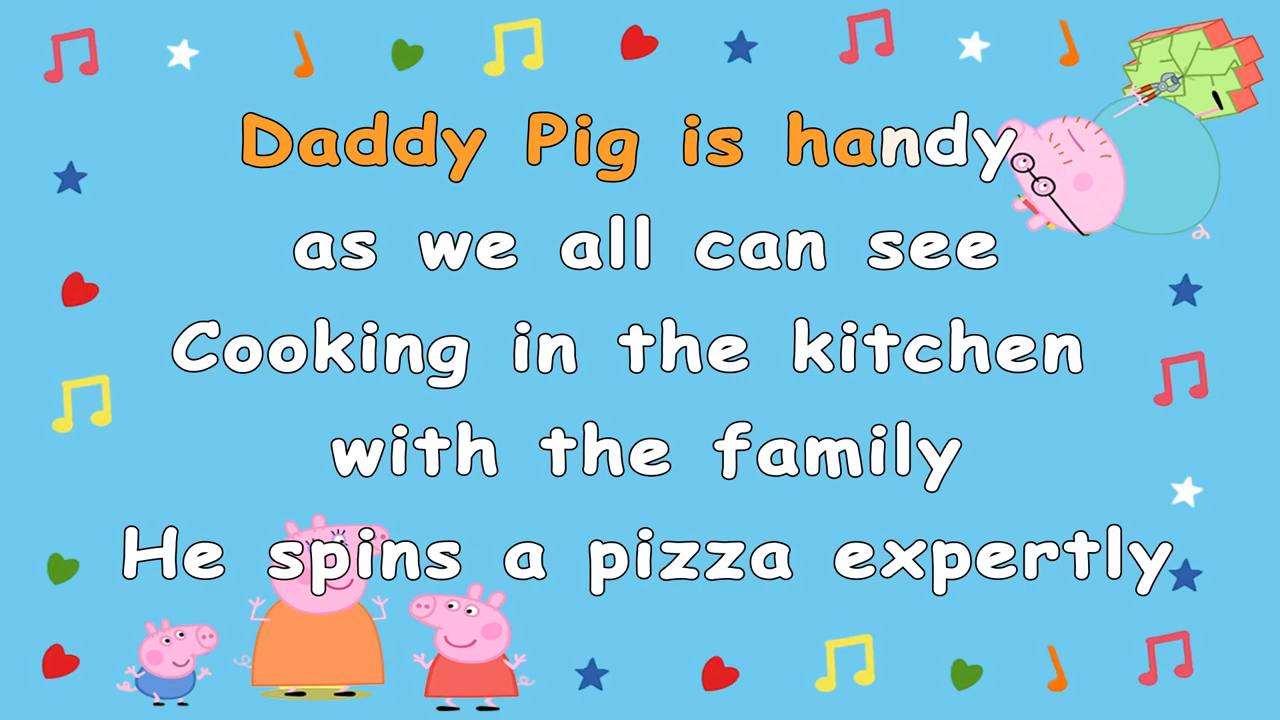 Daddy Pig is handy
as we all can see
Cooking in the kitchen
with the family
He spins a pizza expertly